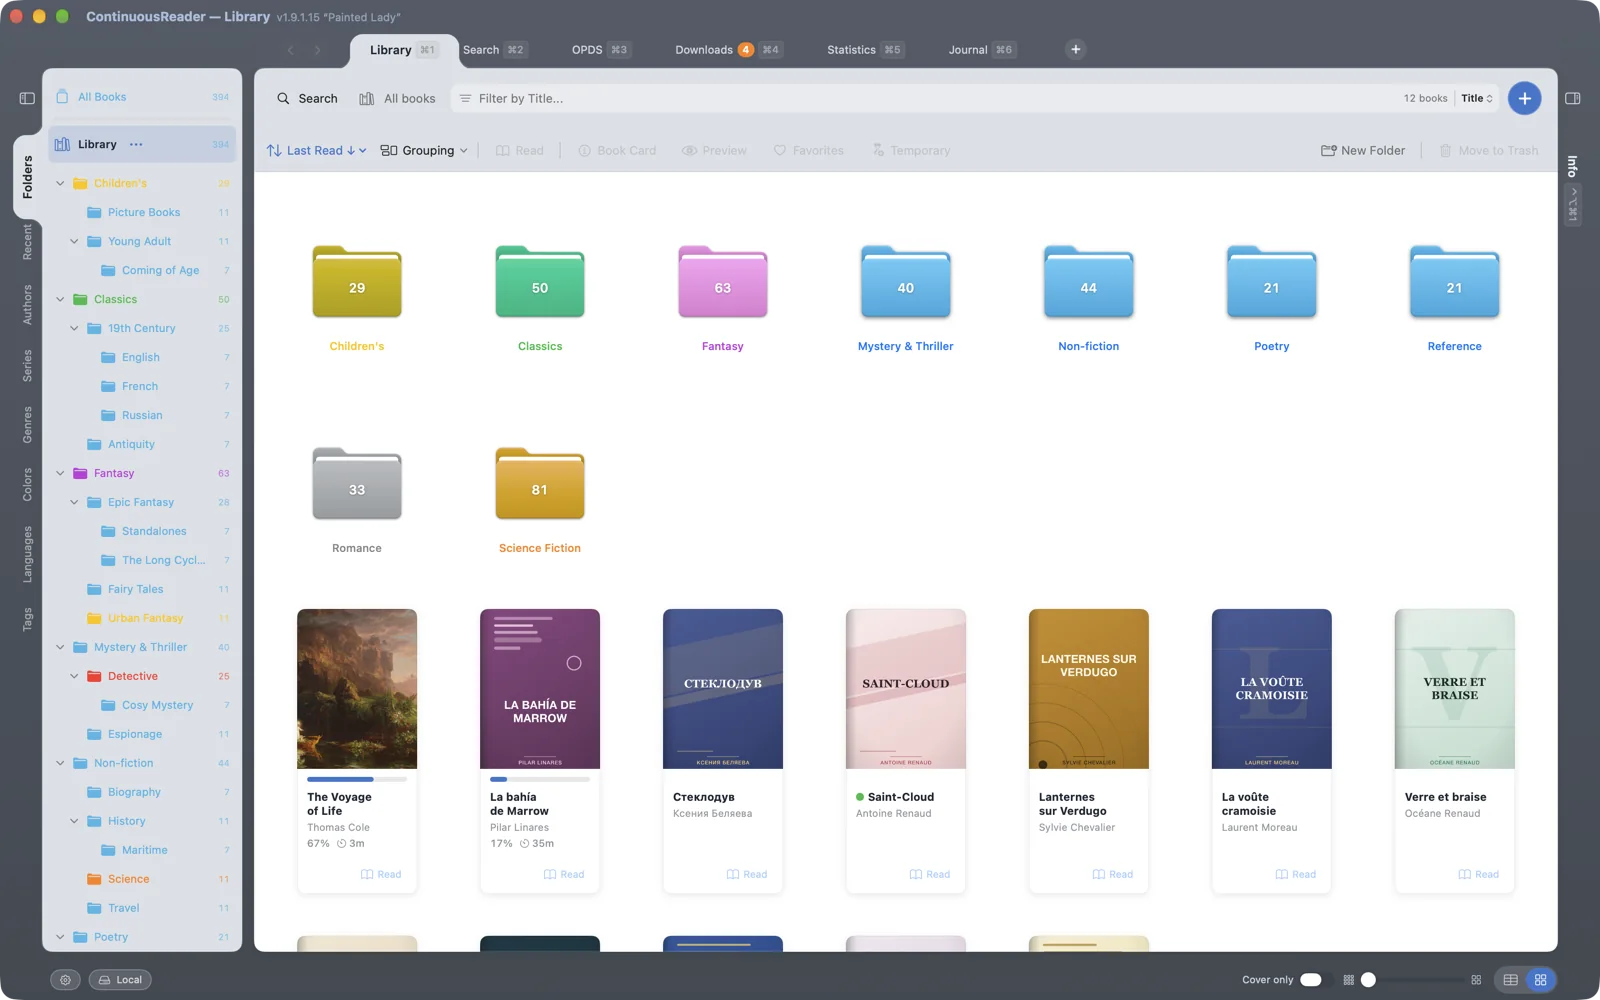 ContinuousReader — Library v1.9.1.15 "Painted Lady"
Library ⌘1
Search ⌘2
OPDS ⌘3
Downloads 4 ⌘4
Statistics ⌘5
Journal ⌘6
Folders
Recent
Authors
Series
Genres
Colors
Languages
Tags
All Books 394
Library ••• 394
Children's 29
Picture Books 11
Young Adult 11
Coming of Age 7
Classics 50
19th Century 25
English 7
French 7
Russian 7
Antiquity 7
Fantasy 63
Epic Fantasy 28
Standalones 7
The Long Cycl... 7
Fairy Tales 11
Urban Fantasy 11
Mystery & Thriller 40
Detective 25
Cosy Mystery 7
Espionage 11
Non-fiction 44
Biography 7
History 11
Maritime 7
Science 11
Travel 11
Poetry 21
Search
All books
Filter by Title...
12 books
Title
Last Read ↓
Grouping
Read
Book Card
Preview
Favorites
Temporary
New Folder
Move to Trash
Info
⌥⌘1
29
Children's
50
Classics
63
Fantasy
40
Mystery & Thriller
44
Non-fiction
21
Poetry
21
Reference
33
Romance
81
Science Fiction
The Voyage
of Life
Thomas Cole
67% 3m
Read
LA BAHÍA DE
MARROW
PILAR LINARES
La bahía
de Marrow
Pilar Linares
17% 35m
Read
СТЕКЛОДУВ
КСЕНИЯ БЕЛЯЕВА
Стеклодув
Ксения Беляева
Read
SAINT-CLOUD
ANTOINE RENAUD
Saint-Cloud
Antoine Renaud
Read
LANTERNES SUR
VERDUGO
SYLVIE CHEVALIER
Lanternes
sur Verdugo
Sylvie Chevalier
Read
L
LA VOÛTE
CRAMOISIE
LAURENT MOREAU
La voûte
cramoisie
Laurent Moreau
Read
V
VERRE ET
BRAISE
OCÉANE RENAUD
Verre et braise
Océane Renaud
Read
Local
Cover only